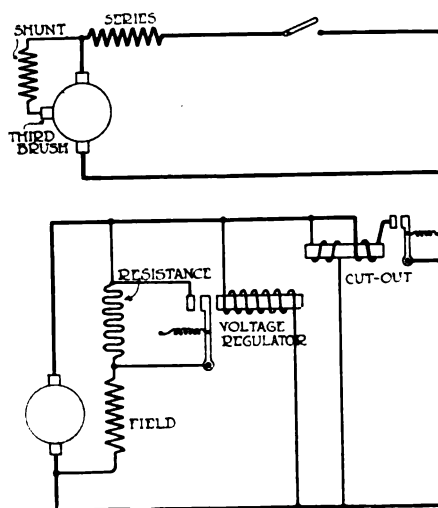 SERIES
SHUNT
THIRD
BRUSH
RESISTANCE
CUT-OUT
VOLTAGE
REGULATOR
FIELD